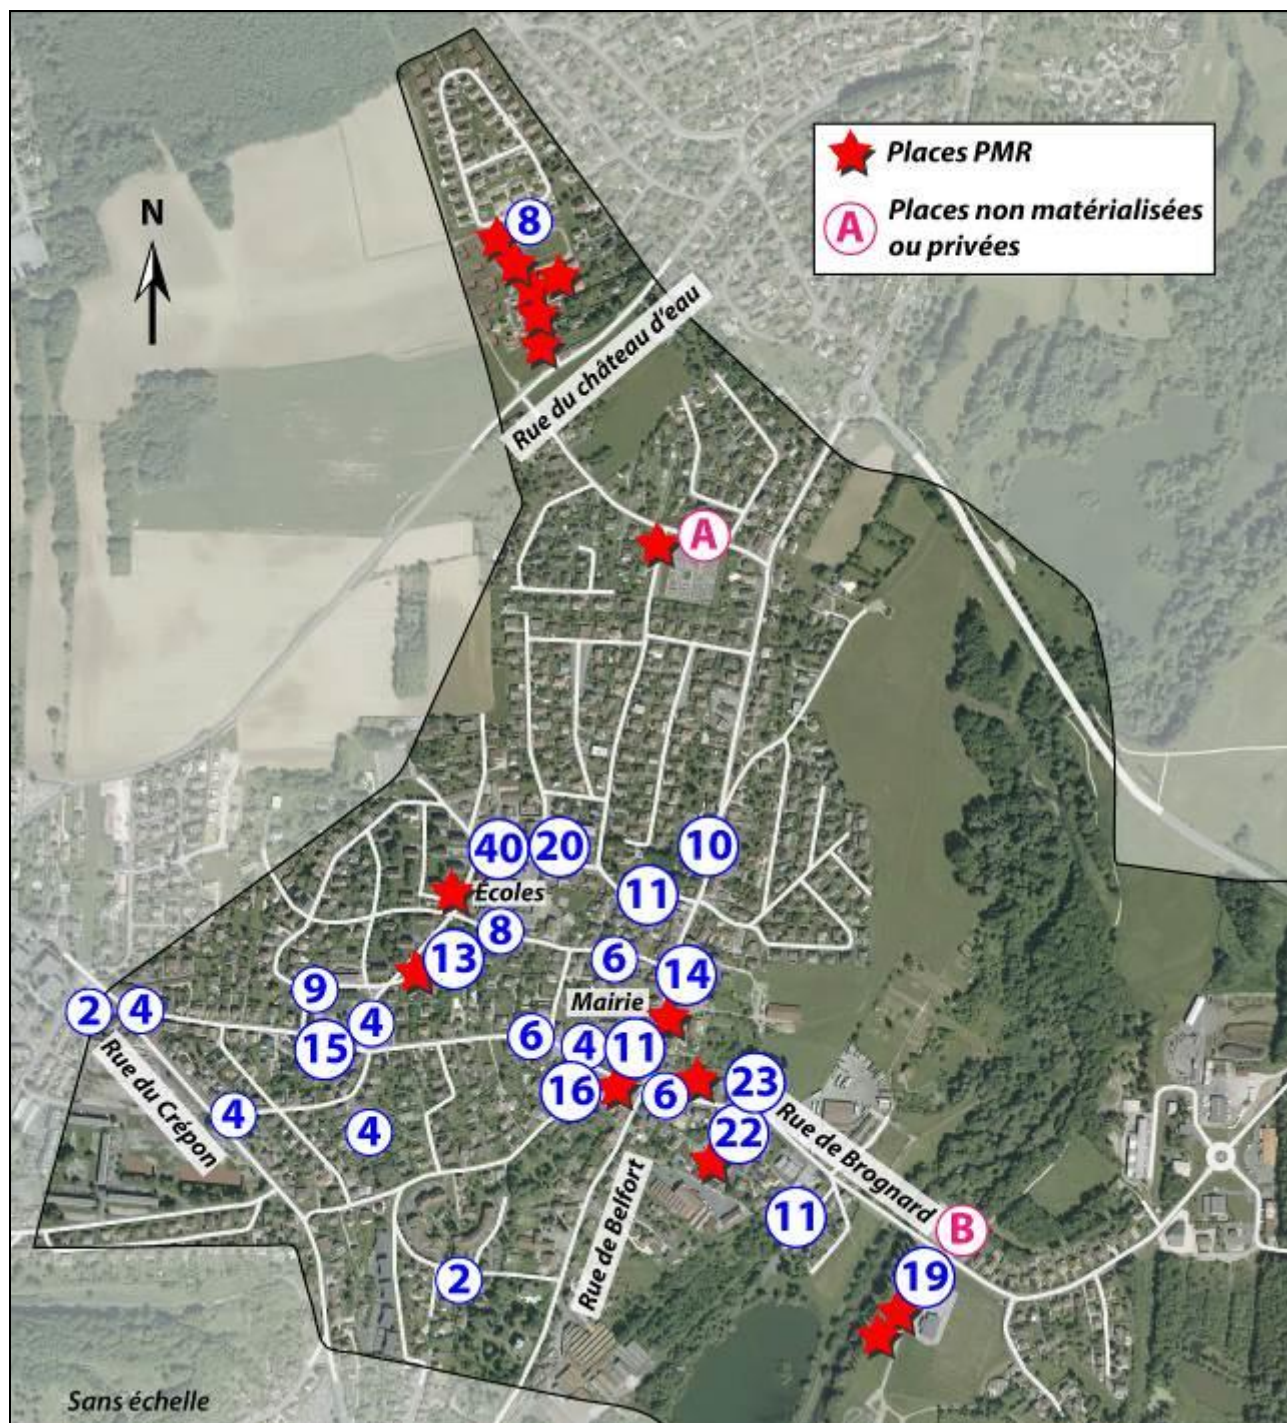 Places PMR
A Places non matérialisées
ou privées
N
8
Rue du château d'eau
A
40
20
10
Écoles
11
8
13
6
14
9
Mairie
2
4
4
15
6
4
11
16
6
23
Rue du Crépon
4
4
22
Rue de Brognard
Rue de Belfort
11
B
2
19
Sans échelle